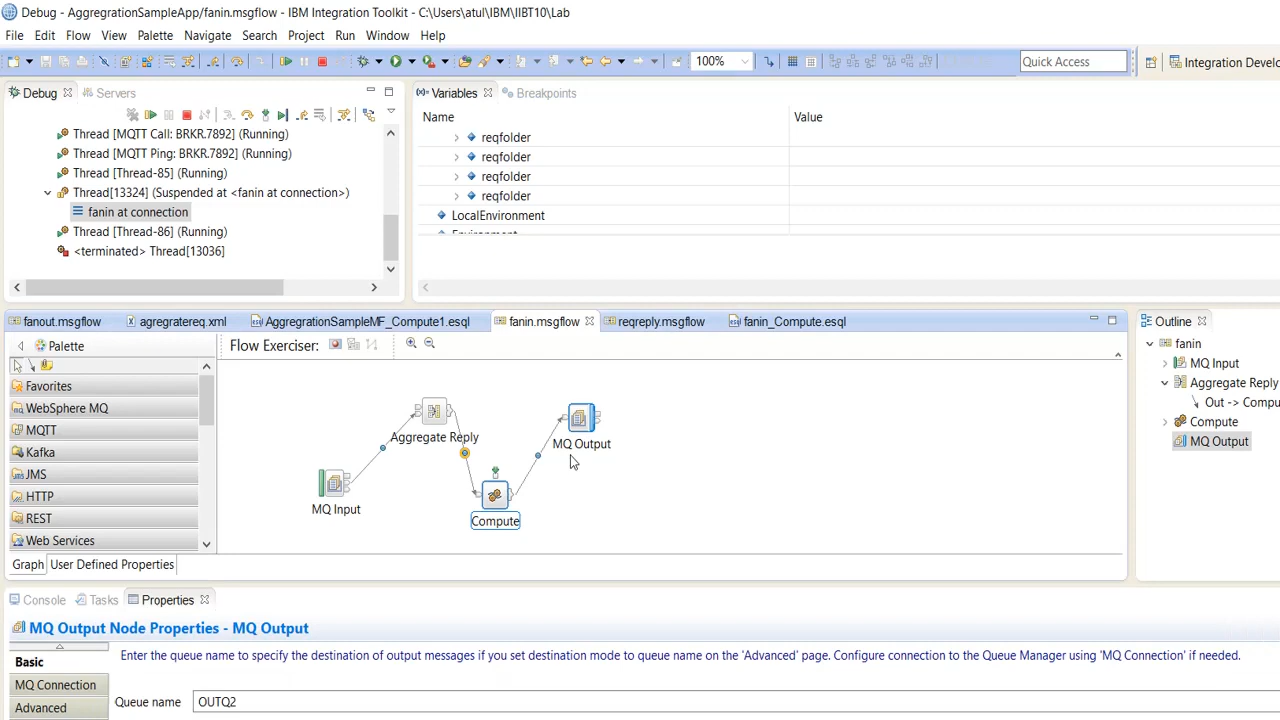 Debug - AggregrationSampleApp/fanin.msgflow - IBM Integration Toolkit - C:\Users\atul\IBM\IIBT10\Lab
File Edit Flow View Palette Navigate Search Project Run Window Help
100% Quick Access Integration Develo
Debug Servers
Variables Breakpoints
Name Value
Thread [MQTT Call: BRKR.7892] (Running)
Thread [MQTT Ping: BRKR.7892] (Running)
Thread [Thread-85] (Running)
Thread[13324] (Suspended at <fanin at connection>)
fanin at connection
Thread [Thread-86] (Running)
<terminated> Thread[13036]
reqfolder
reqfolder
reqfolder
reqfolder
LocalEnvironment
Environment
fanout.msgflow agregratereq.xml AggregrationSampleMF_Compute1.esql fanin.msgflow reqreply.msgflow fanin_Compute.esql
Outline
Palette
Flow Exerciser:
Favorites
WebSphere MQ
MQTT
Kafka
JMS
HTTP
REST
Web Services
Graph User Defined Properties
Aggregate Reply
MQ Output
MQ Input
Compute
fanin
MQ Input
Aggregate Reply
Out -> Compu
Compute
MQ Output
Console Tasks Properties
MQ Output Node Properties - MQ Output
Basic
MQ Connection
Advanced
Enter the queue name to specify the destination of output messages if you set destination mode to queue name on the 'Advanced' page. Configure connection to the Queue Manager using 'MQ Connection' if needed.
Queue name OUTQ2